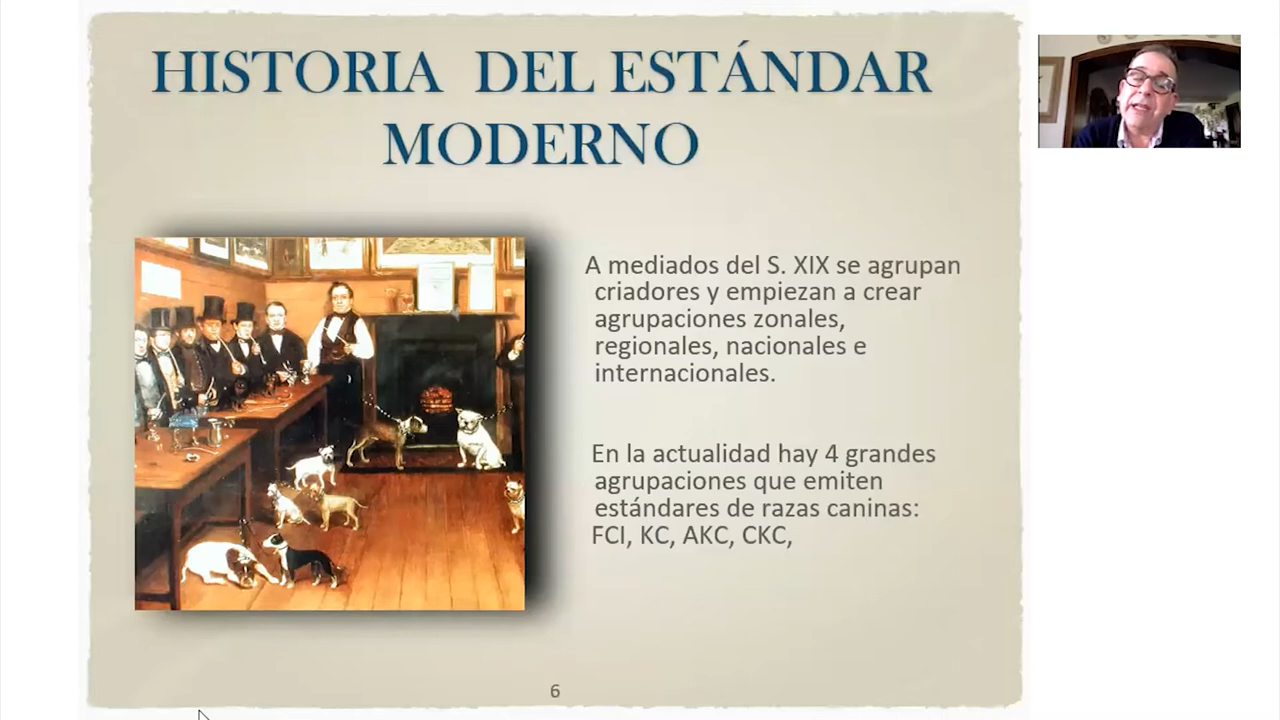 HISTORIA DEL ESTÁNDAR
MODERNO
A mediados del S. XIX se agrupan
criadores y empiezan a crear
agrupaciones zonales,
regionales, nacionales e
internacionales.
En la actualidad hay 4 grandes
agrupaciones que emiten
estándares de razas caninas:
FCI, KC, AKC, CKC,
6